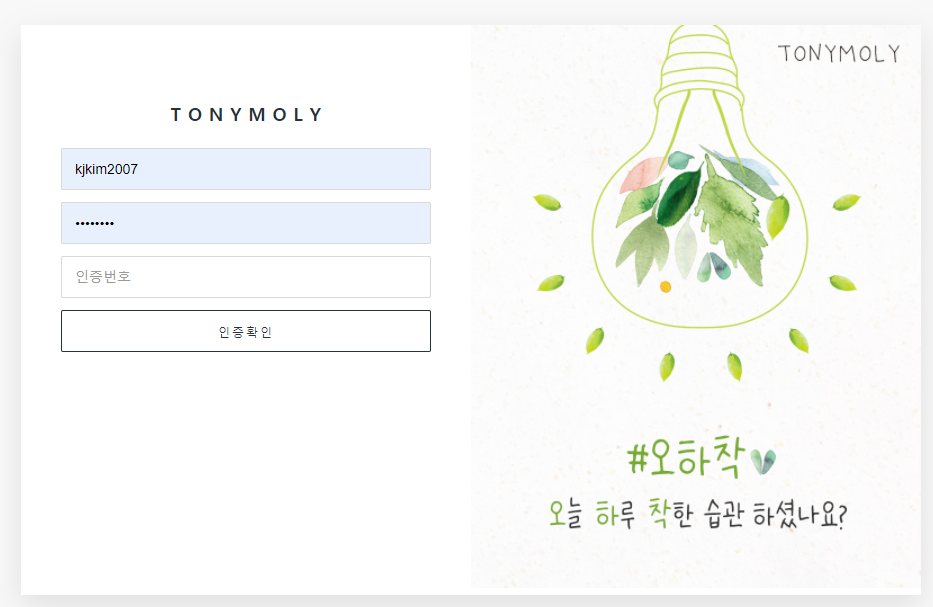 TONYMOLY
kjkim2007
••••••••
인증번호
인증확인
TONYMOLY
#오하착
오늘 하루 착한 습관 하셨나요?